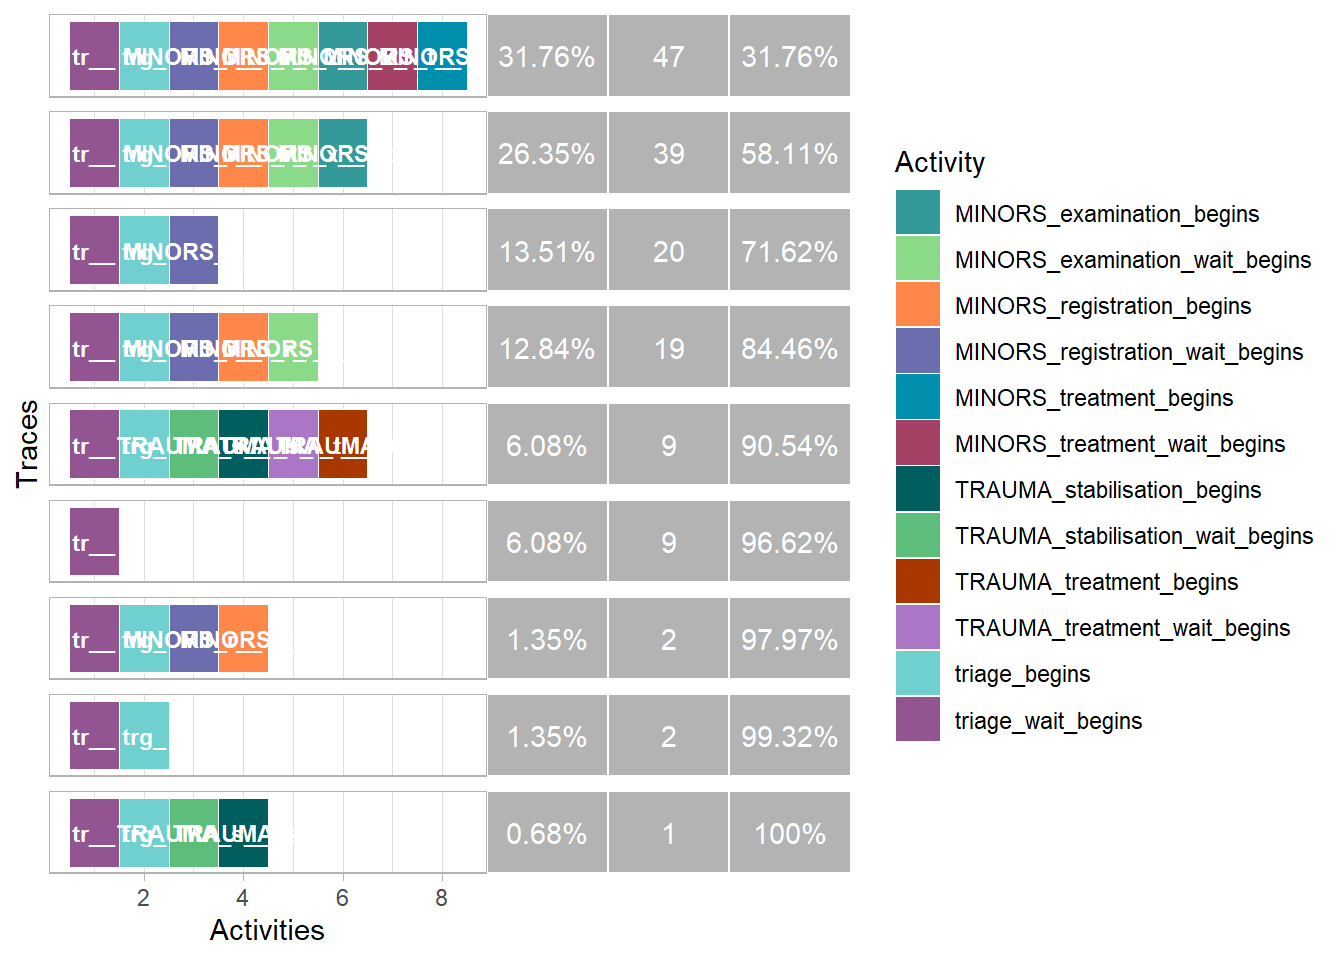 tr__ 31.76% 47 31.76%
tr__ 26.35% 39 58.11%
tr__ MINORS_ 13.51% 20 71.62%
tr__ 12.84% 19 84.46%
tr__ 6.08% 9 90.54%
tr__ 6.08% 9 96.62%
tr__ 1.35% 2 97.97%
tr__ trg_ 1.35% 2 99.32%
tr__ 0.68% 1 100%
Traces
2 4 6 8
Activities
Activity
MINORS_examination_begins
MINORS_examination_wait_begins
MINORS_registration_begins
MINORS_registration_wait_begins
MINORS_treatment_begins
MINORS_treatment_wait_begins
TRAUMA_stabilisation_begins
TRAUMA_stabilisation_wait_begins
TRAUMA_treatment_begins
TRAUMA_treatment_wait_begins
triage_begins
triage_wait_begins